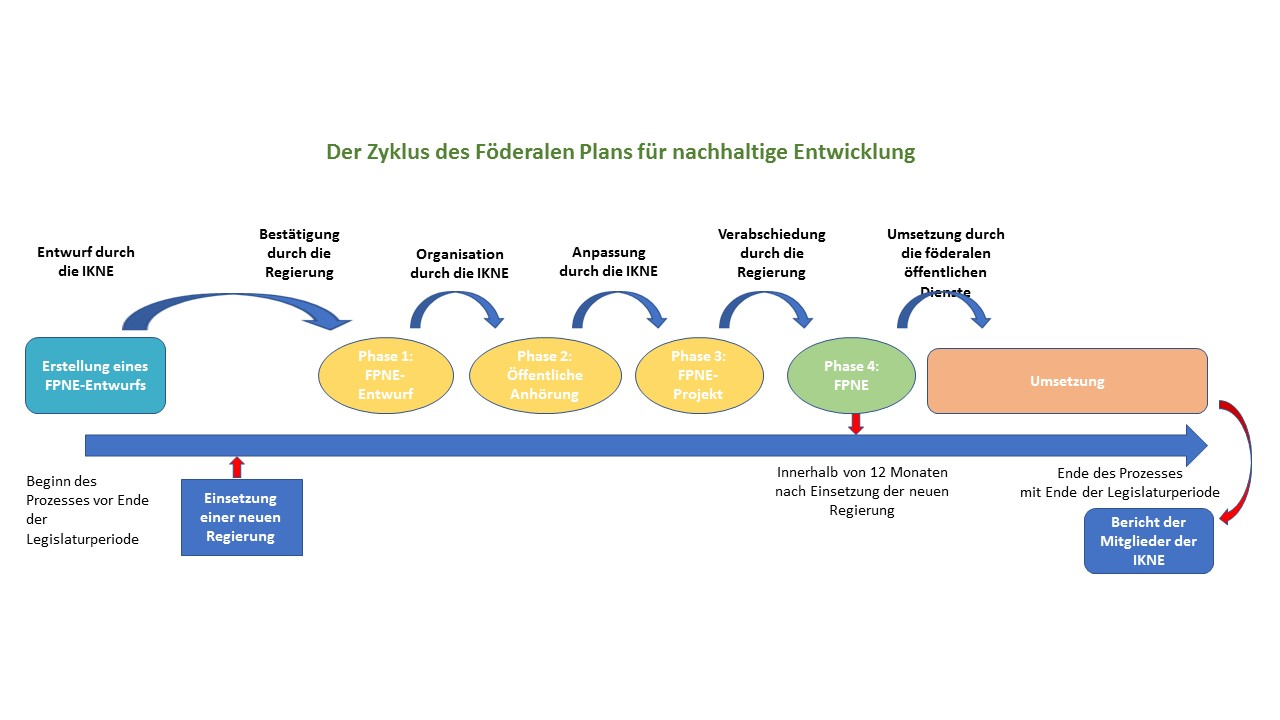 Der Zyklus des Föderalen Plans für nachhaltige Entwicklung
Entwurf durch
die IKNE
Bestätigung
durch die
Regierung
Organisation
durch die IKNE
Anpassung
durch die IKNE
Verabschiedung
durch die
Regierung
Umsetzung durch
die föderalen
öffentlichen
Dienste
Erstellung eines
FPNE-Entwurfs
Phase 1:
FPNE-
Entwurf
Phase 2:
Öffentliche
Anhörung
Phase 3:
FPNE-
Projekt
Phase 4:
FPNE
Umsetzung
Beginn des
Prozesses vor Ende
der
Legislaturperiode
Einsetzung
einer neuen
Regierung
Innerhalb von 12 Monaten
nach Einsetzung der neuen
Regierung
Ende des Prozesses
mit Ende der Legislaturperiode
Bericht der
Mitglieder der
IKNE